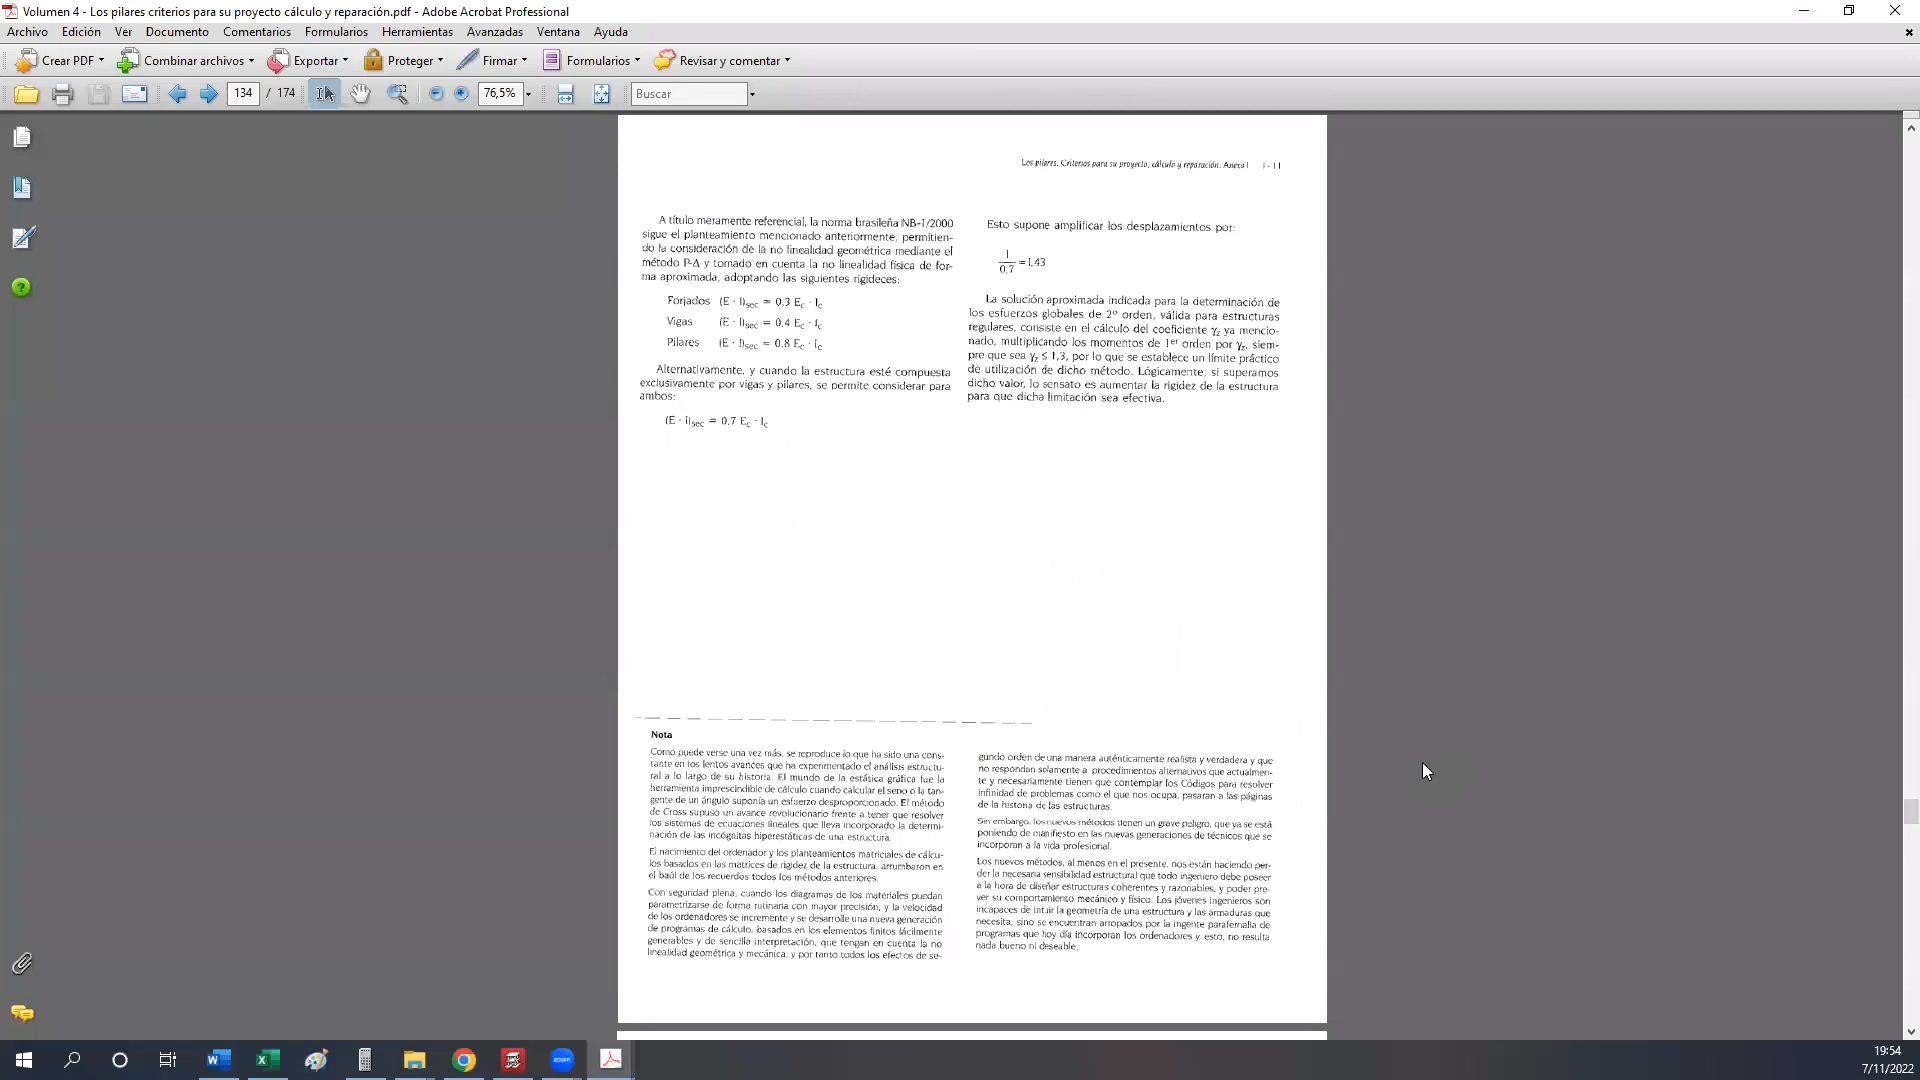 Volumen 4 - Los pilares criterios para su proyecto cálculo y reparación.pdf - Adobe Acrobat Professional
Archivo Edición Ver Documento Comentarios Formularios Herramientas Avanzadas Ventana Ayuda
Crear PDF Combinar archivos Exportar Proteger Firmar Formularios Revisar y comentar
134 / 174 76,5% Buscar
Los pilares. Criterios para su proyecto, cálculo y reparación. Anexo I I - 11
A título meramente referencial, la norma brasileña NB-1/2000
sigue el planteamiento mencionado anteriormente, permitien-
do la consideración de la no linealidad geométrica mediante el
método P-Δ y tomado en cuenta la no linealidad física de for-
ma aproximada, adoptando las siguientes rigideces:
Forjados (E · I)sec = 0,3 Ec · Ic
Vigas (E · I)sec = 0,4 Ec · Ic
Pilares (E · I)sec = 0,8 Ec · Ic
Alternativamente, y cuando la estructura esté compuesta
exclusivamente por vigas y pilares, se permite considerar para
ambos:
(E · I)sec = 0,7 Ec · Ic
Esto supone amplificar los desplazamientos por:
1
0,7 = 1,43
La solución aproximada indicada para la determinación de
los esfuerzos globales de 2º orden, válida para estructuras
regulares, consiste en el cálculo del coeficiente γz ya mencio-
nado, multiplicando los momentos de 1er orden por γz, siem-
pre que sea γz ≤ 1,3, por lo que se establece un límite práctico
de utilización de dicho método. Lógicamente, si superamos
dicho valor, lo sensato es aumentar la rigidez de la estructura
para que dicha limitación sea efectiva.
Nota
Como puede verse una vez más, se reproduce lo que ha sido una cons-
tante en los lentos avances que ha experimentado el análisis estructu-
ral a lo largo de su historia. El mundo de la estática gráfica fue la
herramienta imprescindible de cálculo cuando calcular el seno o la tan-
gente de un ángulo suponía un esfuerzo desproporcionado. El método
de Cross supuso un avance revolucionario frente a tener que resolver
los sistemas de ecuaciones lineales que lleva incorporado la determi-
nación de las incógnitas hiperestáticas de una estructura.
El nacimiento del ordenador y los planteamientos matriciales de cálcu-
los basados en las matrices de rigidez de la estructura, arrumbaron en
el baúl de los recuerdos todos los métodos anteriores.
Con seguridad plena, cuando los diagramas de los materiales puedan
parametrizarse de forma rutinaria con mayor precisión, y la velocidad
de los ordenadores se incremente y se desarrolle una nueva generación
de programas de cálculo, basados en los elementos finitos fácilmente
generables y de sencilla interpretación, que tengan en cuenta la no
linealidad geométrica y mecánica, y por tanto todos los efectos de se-
gundo orden de una manera auténticamente realista y verdadera y que
no respondan solamente a procedimientos alternativos que actualmen-
te y necesariamente tienen que contemplar los Códigos para resolver
infinidad de problemas como el que nos ocupa, pasaran a las páginas
de la historia de las estructuras.
Sin embargo, los nuevos métodos tienen un grave peligro, que ya se está
poniendo de manifiesto en las nuevas generaciones de técnicos que se
incorporan a la vida profesional.
Los nuevos métodos, al menos en el presente, nos están haciendo per-
der la necesaria sensibilidad estructural que todo ingeniero debe poseer
a la hora de diseñar estructuras coherentes y razonables, y poder pre-
ver su comportamiento mecánico y físico. Los jóvenes ingenieros son
incapaces de intuir la geometría de una estructura y las armaduras que
necesita, sino se encuentran arropados por la ingente parafernalia de
programas que hoy día incorporan los ordenadores y, esto, no resulta
nada bueno ni deseable.
zoom
19:54
7/11/2022